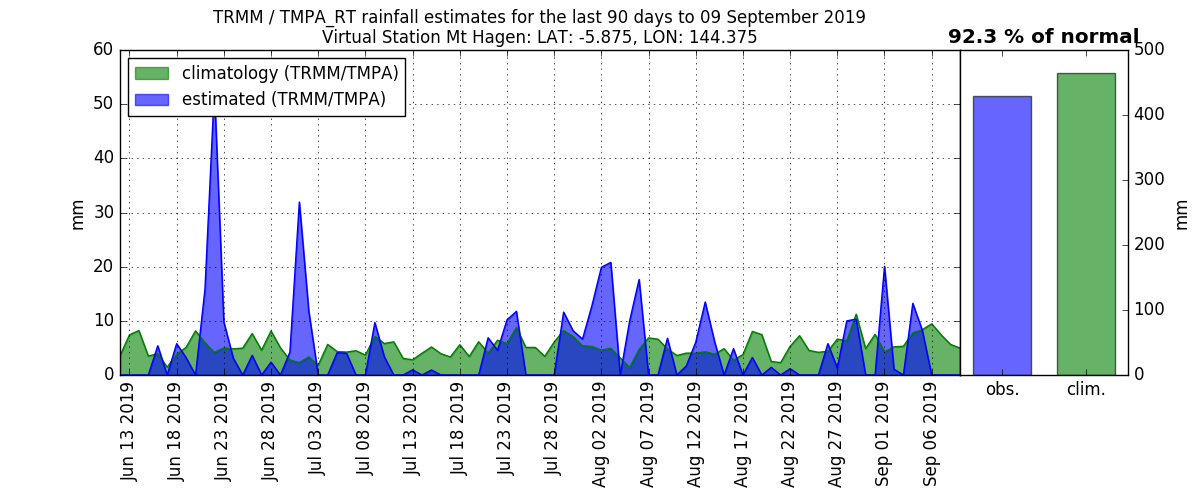 TRMM / TMPA_RT rainfall estimates for the last 90 days to 09 September 2019
Virtual Station Mt Hagen: LAT: -5.875, LON: 144.375
92.3 % of normal
climatology (TRMM/TMPA)
estimated (TRMM/TMPA)
60
50
40
30
20
10
0
mm
Jun 13 2019
Jun 18 2019
Jun 23 2019
Jun 28 2019
Jul 03 2019
Jul 08 2019
Jul 13 2019
Jul 18 2019
Jul 23 2019
Jul 28 2019
Aug 02 2019
Aug 07 2019
Aug 12 2019
Aug 17 2019
Aug 22 2019
Aug 27 2019
Sep 01 2019
Sep 06 2019
500
400
300
200
100
0
mm
obs.
clim.